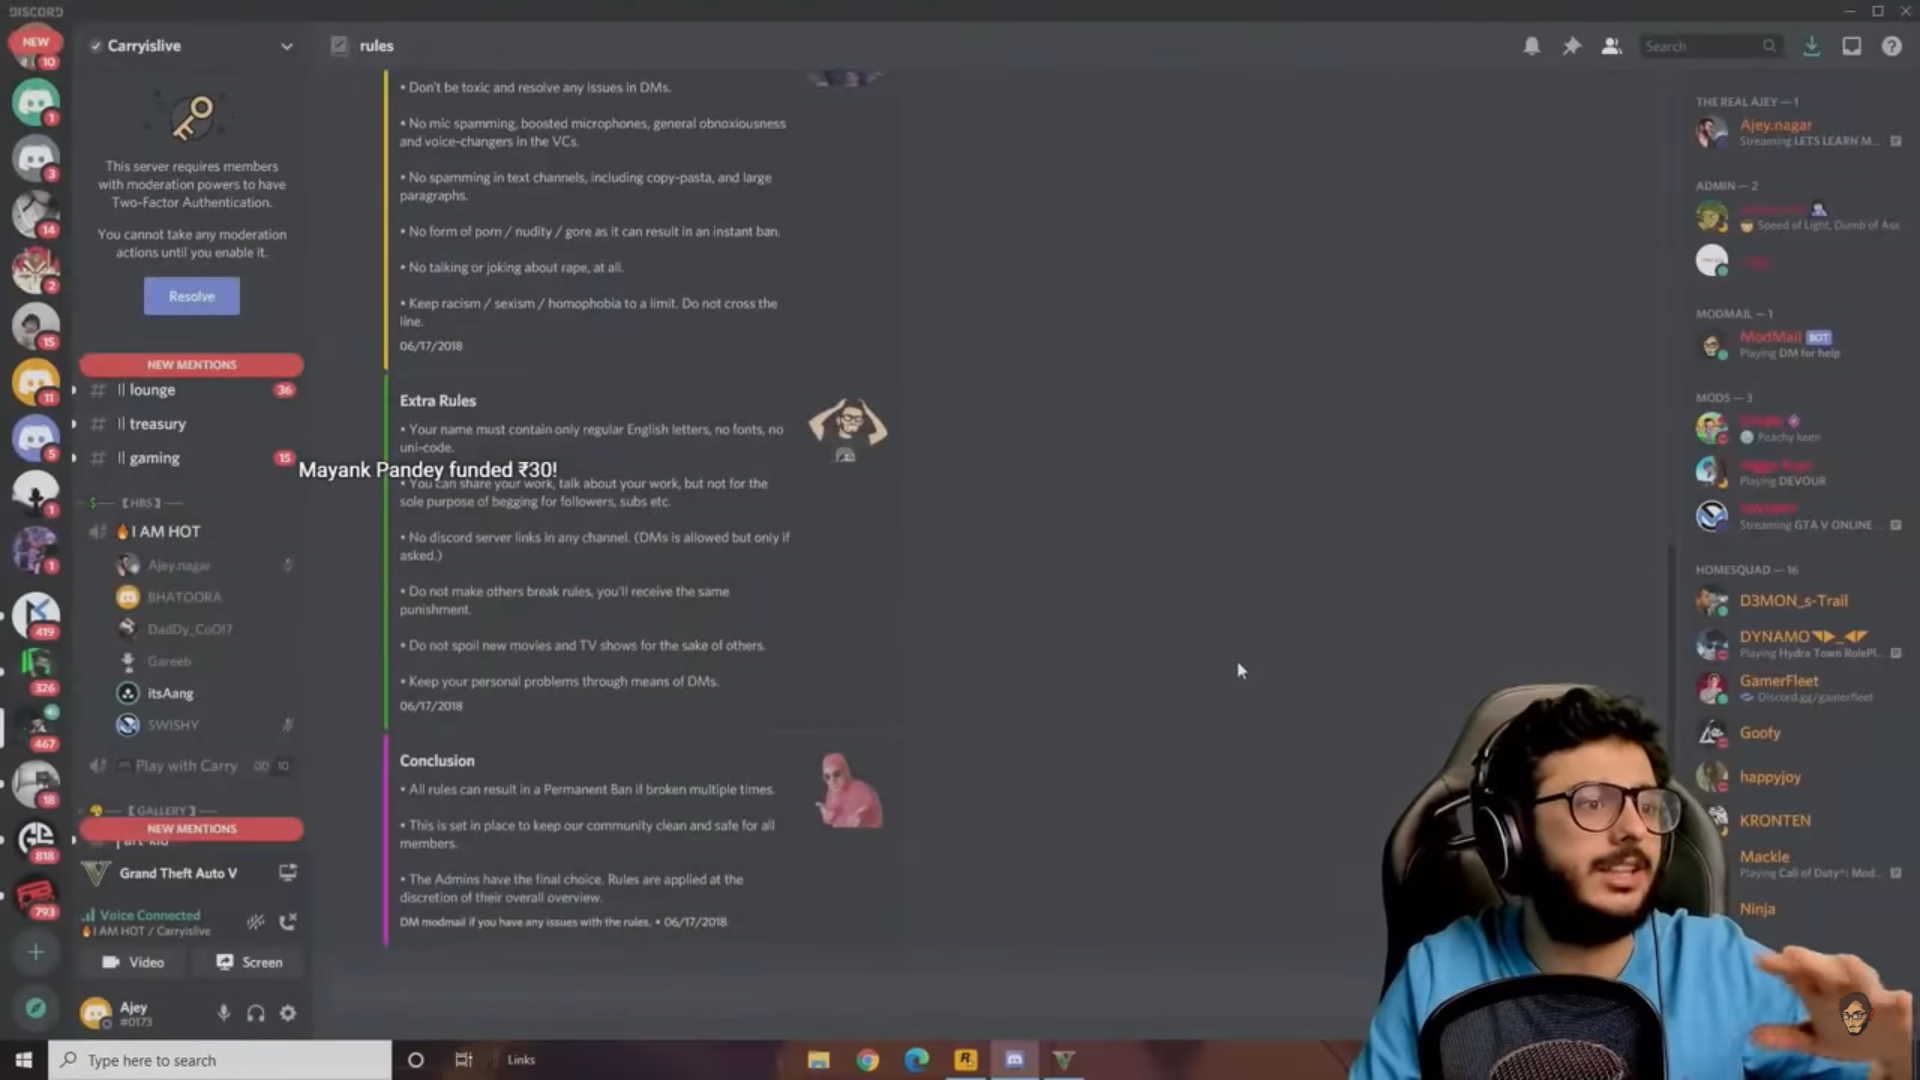 DISCORD
NEW
10
1
3
14
2
15
11
5
1
1
419
326
467
18
818
793
Carryislive
This server requires members
with moderation powers to have
Two-Factor Authentication.
You cannot take any moderation
actions until you enable it.
Resolve
NEW MENTIONS
lounge
36
treasury
gaming
15
[HBS]
I AM HOT
Ajey.nagar
BHATOORA
DadDy_CoOl7
Gareeb
itsAang
SWISHY
Play with Carry
00 10
[GALLERY]
NEW MENTIONS
Grand Theft Auto V
Voice Connected
I AM HOT / Carryislive
Video
Screen
Ajey
#0173
rules
Search
• Don't be toxic and resolve any issues in DMs.
• No mic spamming, boosted microphones, general obnoxiousness
and voice-changers in the VCs.
• No spamming in text channels, including copy-pasta, and large
paragraphs.
• No form of porn / nudity / gore as it can result in an instant ban.
• No talking or joking about rape, at all.
• Keep racism / sexism / homophobia to a limit. Do not cross the
line.
06/17/2018
Extra Rules
• Your name must contain only regular English letters, no fonts, no
uni-code.
Mayank Pandey funded ₹30!
• You can share your work, talk about your work, but not for the
sole purpose of begging for followers, subs etc.
• No discord server links in any channel. (DMs is allowed but only if
asked.)
• Do not make others break rules, you'll receive the same
punishment.
• Do not spoil new movies and TV shows for the sake of others.
• Keep your personal problems through means of DMs.
06/17/2018
Conclusion
• All rules can result in a Permanent Ban if broken multiple times.
• This is set in place to keep our community clean and safe for all
members.
• The Admins have the final choice. Rules are applied at the
discretion of their overall overview.
DM modmail if you have any issues with the rules. • 06/17/2018
THE REAL AJEY — 1
Ajey.nagar
Streaming LETS LEARN M...
ADMIN — 2
Speed of Light, Dumb of Ass
MODMAIL — 1
ModMail BOT
Playing DM for help
MODS — 3
Peachy keen
Playing DEVOUR
Streaming GTA V ONLINE ...
HOMESQUAD — 16
D3MON_s-Trail
DYNAMO
Playing Hydra Town RolePl...
GamerFleet
Discord.gg/gamerfleet
Goofy
happyjoy
KRONTEN
Mackle
Playing Call of Duty®: Mod...
Ninja
Type here to search
Links